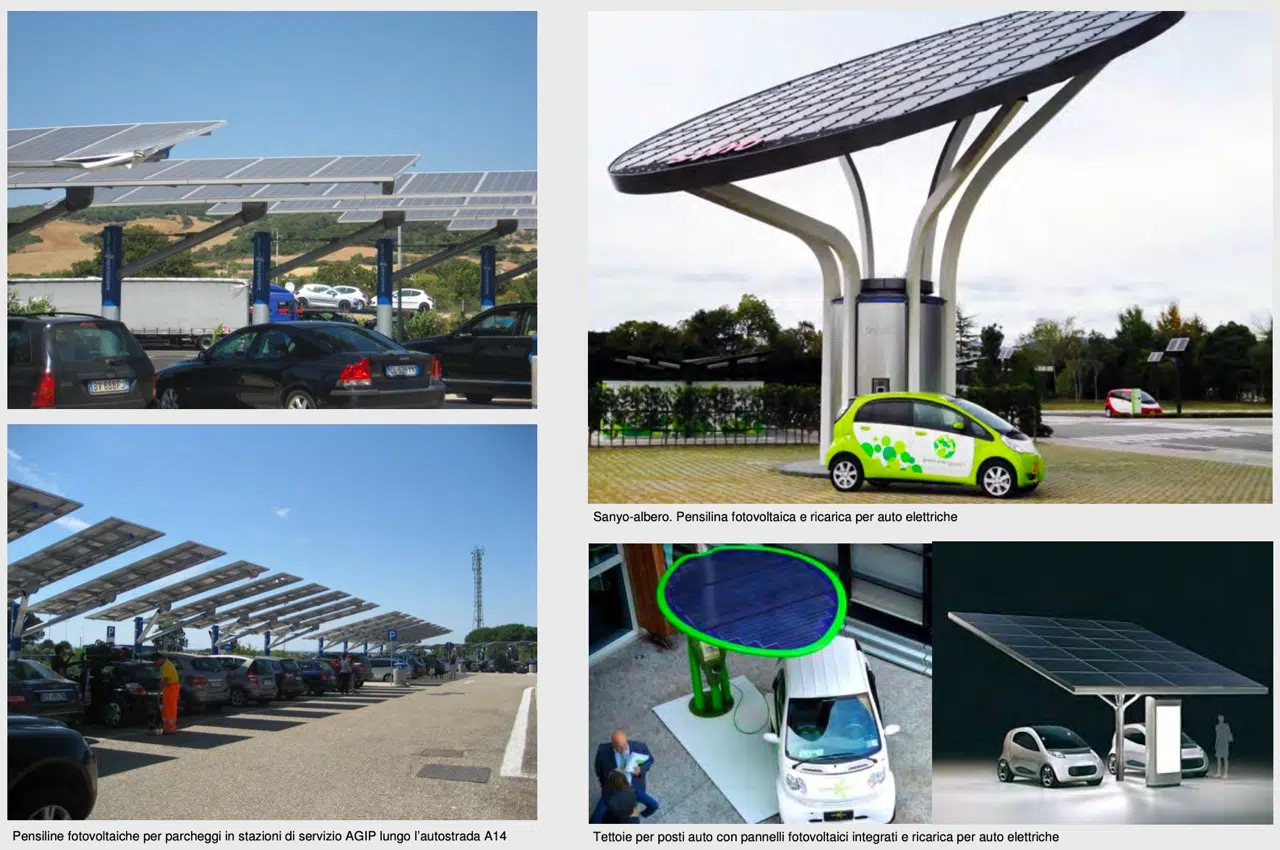 Sanyo-albero. Pensilina fotovoltaica e ricarica per auto elettriche
Pensiline fotovoltaiche per parcheggi in stazioni di servizio AGIP lungo l'autostrada A14
Tettoie per posti auto con pannelli fotovoltaici integrati e ricarica per auto elettriche
P
P